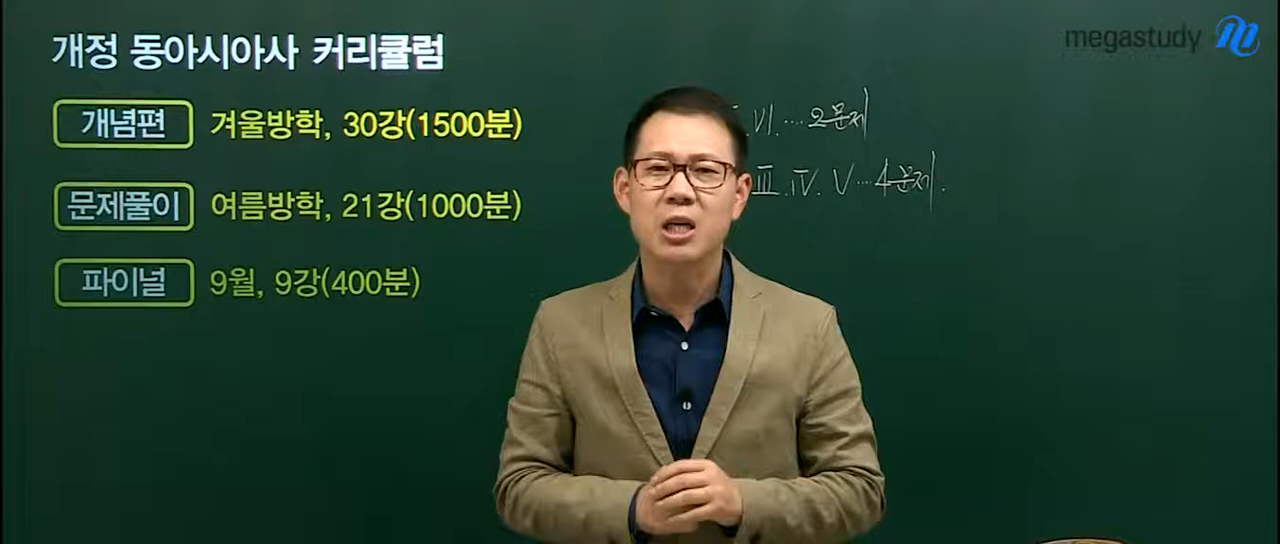 개정 동아시아사 커리큘럼
megastudy
개념편 겨울방학, 30강(1500분)
VI. ... 2문제
문제풀이 여름방학, 21강(1000분)
III. IV. V ... 4문제.
파이널 9월, 9강(400분)